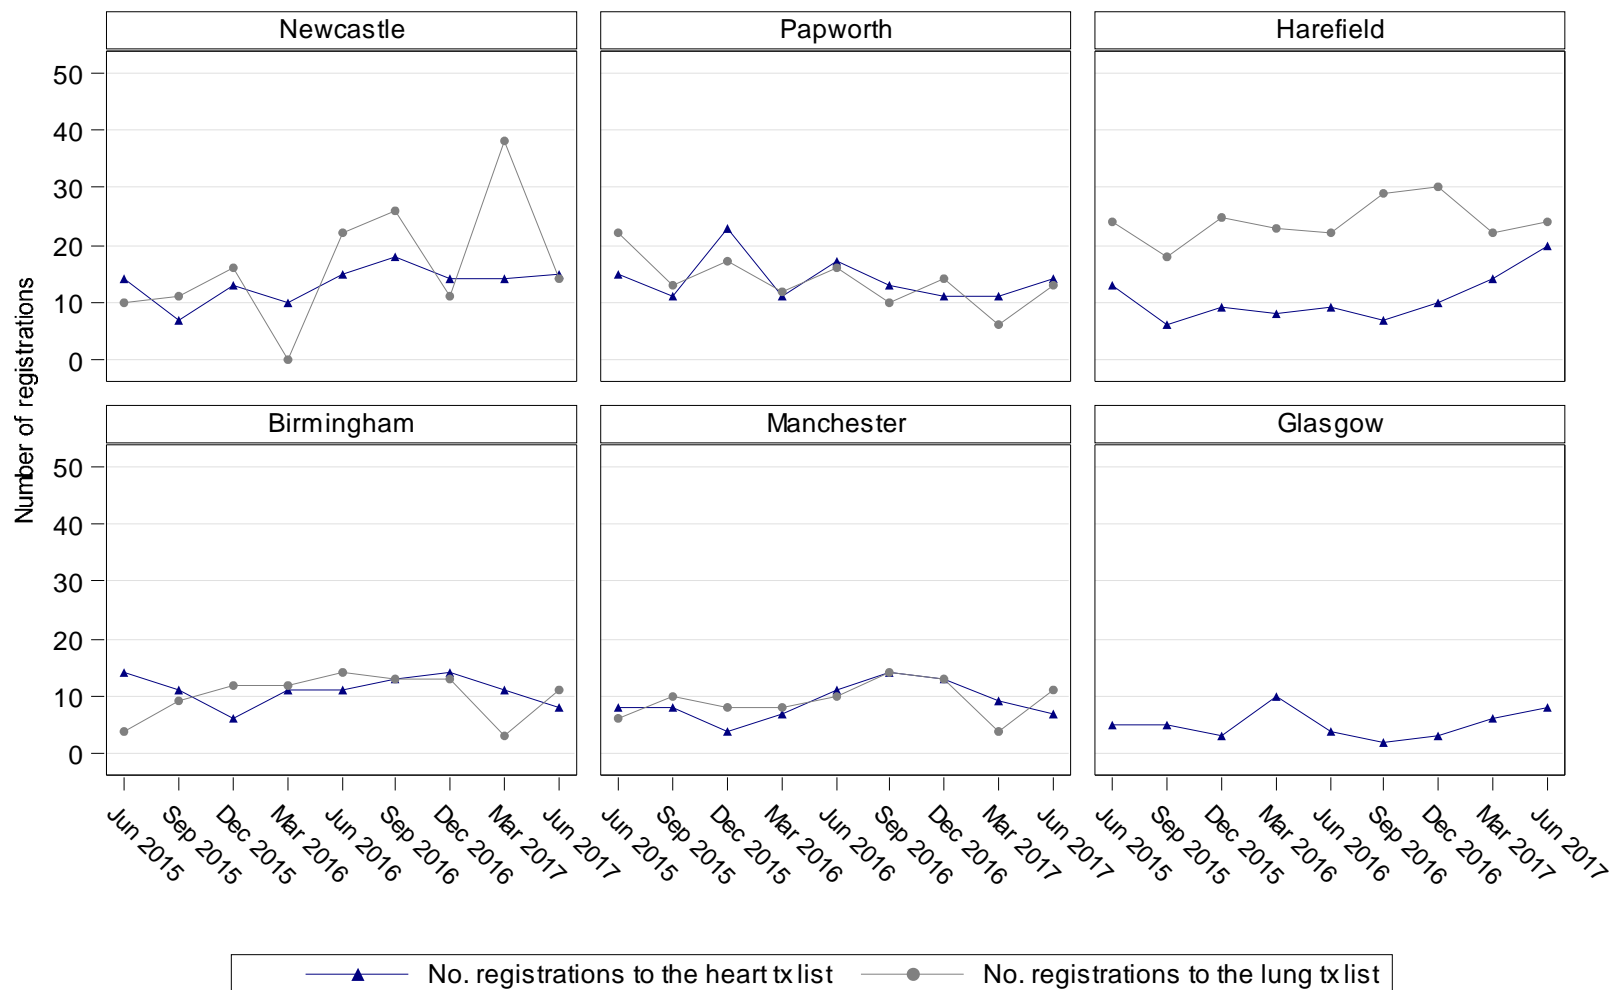 Newcastle Papworth Harefield
50
40
30
20
10
0
Number of registrations
Birmingham Manchester Glasgow
50
40
30
20
10
0
Jun 2015 Sep 2015 Dec 2015 Mar 2016 Jun 2016 Sep 2016 Dec 2016 Mar 2017 Jun 2017 Jun 2015 Sep 2015 Dec 2015 Mar 2016 Jun 2016 Sep 2016 Dec 2016 Mar 2017 Jun 2017 Jun 2015 Sep 2015 Dec 2015 Mar 2016 Jun 2016 Sep 2016 Dec 2016 Mar 2017 Jun 2017
No. registrations to the heart tx list No. registrations to the lung tx list